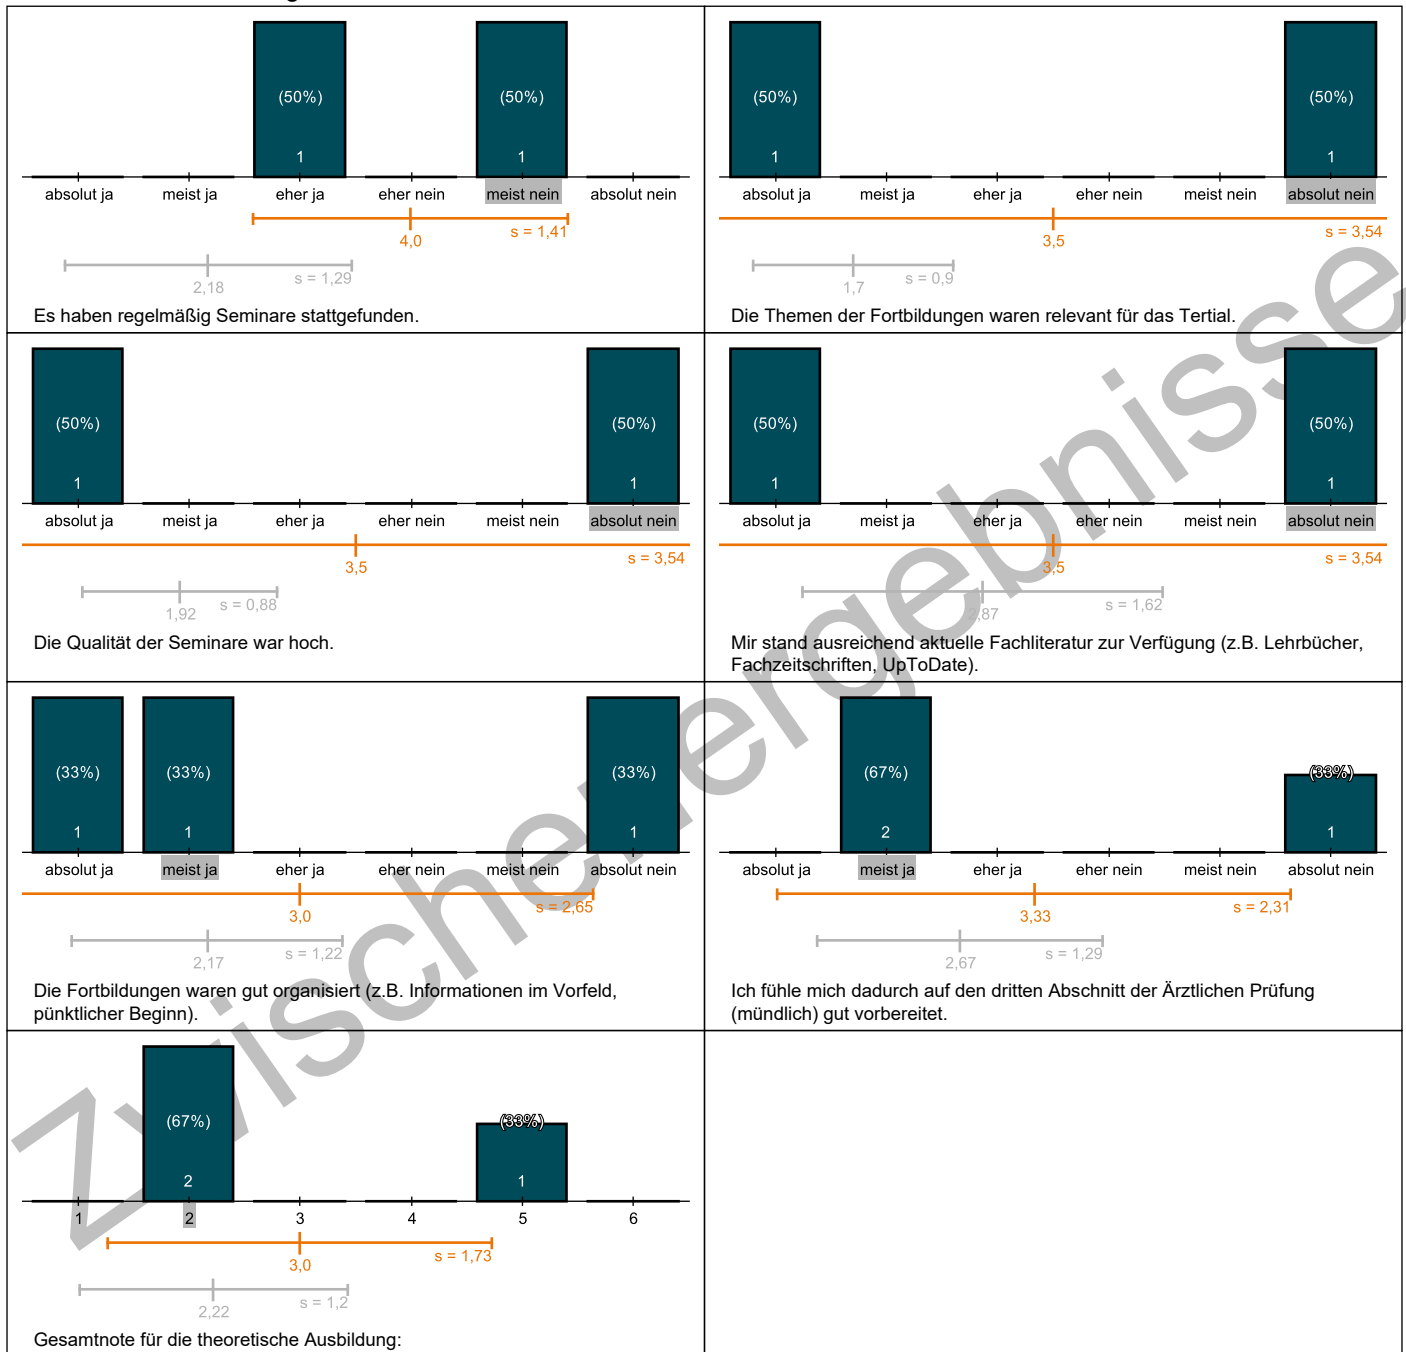 (50%)
(50%)
1
1
absolut ja meist ja eher ja eher nein meist nein absolut nein
4,0
s = 1,41
2,18
s = 1,29
Es haben regelmäßig Seminare stattgefunden.
(50%)
(50%)
1
1
absolut ja meist ja eher ja eher nein meist nein absolut nein
3,5
s = 3,54
1,7
s = 0,9
Die Themen der Fortbildungen waren relevant für das Tertial.
(50%)
(50%)
1
1
absolut ja meist ja eher ja eher nein meist nein absolut nein
3,5
s = 3,54
1,92
s = 0,88
Die Qualität der Seminare war hoch.
(50%)
(50%)
1
1
absolut ja meist ja eher ja eher nein meist nein absolut nein
3,5
s = 3,54
2,87
s = 1,62
Mir stand ausreichend aktuelle Fachliteratur zur Verfügung (z.B. Lehrbücher,
Fachzeitschriften, UpToDate).
(33%)
(33%)
(33%)
1
1
1
absolut ja meist ja eher ja eher nein meist nein absolut nein
3,0
s = 2,65
2,17
s = 1,22
Die Fortbildungen waren gut organisiert (z.B. Informationen im Vorfeld,
pünktlicher Beginn).
(67%)
(33%)
2
1
absolut ja meist ja eher ja eher nein meist nein absolut nein
3,33
s = 2,31
2,67
s = 1,29
Ich fühle mich dadurch auf den dritten Abschnitt der Ärztlichen Prüfung
(mündlich) gut vorbereitet.
(67%)
(33%)
2
1
1 2 3 4 5 6
3,0
s = 1,73
2,22
s = 1,2
Gesamtnote für die theoretische Ausbildung:
Zwischenergebnisse